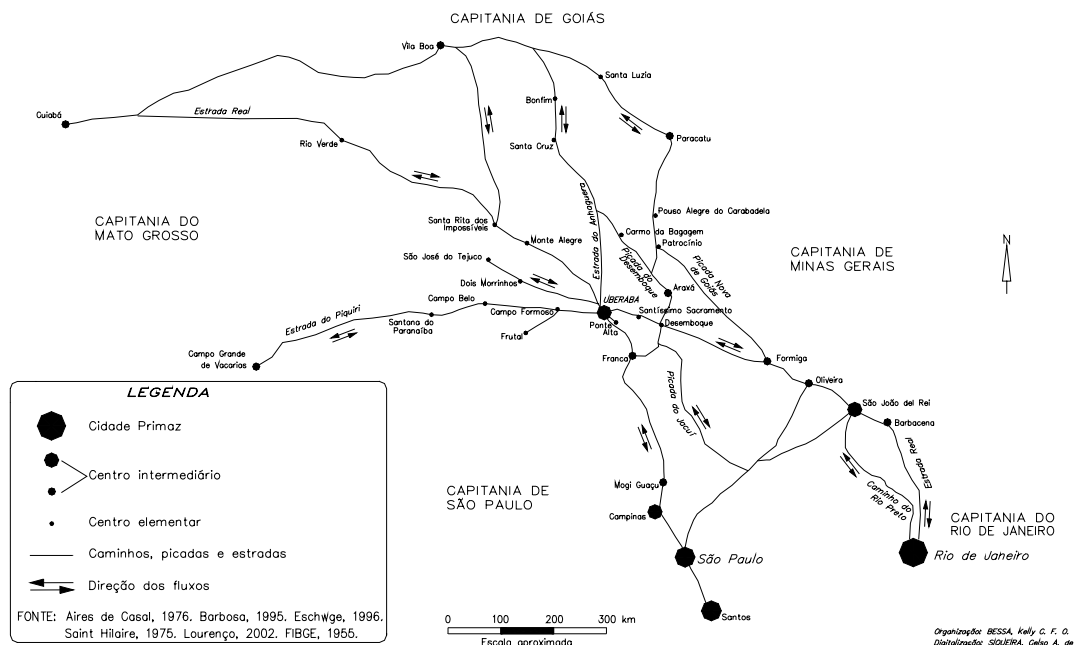 CAPITANIA DE GOIÁS
Vila Boa
Santa Luzia
Bonfim
Estrada Real
Cuiabá
Paracatu
Rio Verde
Santa Cruz
CAPITANIA DO
MATO GROSSO
Estrada do Anhanguera
Pouso Alegre do Carabadela
Santa Rita dos
Impossíveis
Carmo da Bagagem
Monte Alegre
Patrocínio
CAPITANIA DE
MINAS GERAIS
N
São José do Tejuco
Picada do
Desemboque
Picada Nova
de Goiás
Dois Morrinhos
Araxá
Campo Belo
UBERABA
Campo Formoso
Santíssimo Sacramento
Estrada do Piquiri
Santana do
Paranaíba
Ponte
Alta
Desemboque
Frutal
Campo Grande
de Vacarias
Franca
Formiga
Oliveira
Picada do Jacuí
São João del Rei
Barbacena
Estrada Real
Mogi Guaçu
CAPITANIA DE
SÃO PAULO
Caminho do
Rio Preto
Campinas
CAPITANIA DO
RIO DE JANEIRO
São Paulo
Rio de Janeiro
Santos
LEGENDA
Cidade Primaz
Centro intermediário
Centro elementar
Caminhos, picadas e estradas
Direção dos fluxos
FONTE: Aires de Casal, 1976. Barbosa, 1995. EschWge, 1996.
Saint Hilaire, 1975. Lourenço, 2002. FIBGE, 1955.
0 100 200 300 km
Escala aproximada
Organização: BESSA, Kelly C. F. O.
Digitalização: SIQUEIRA, Celso A. de